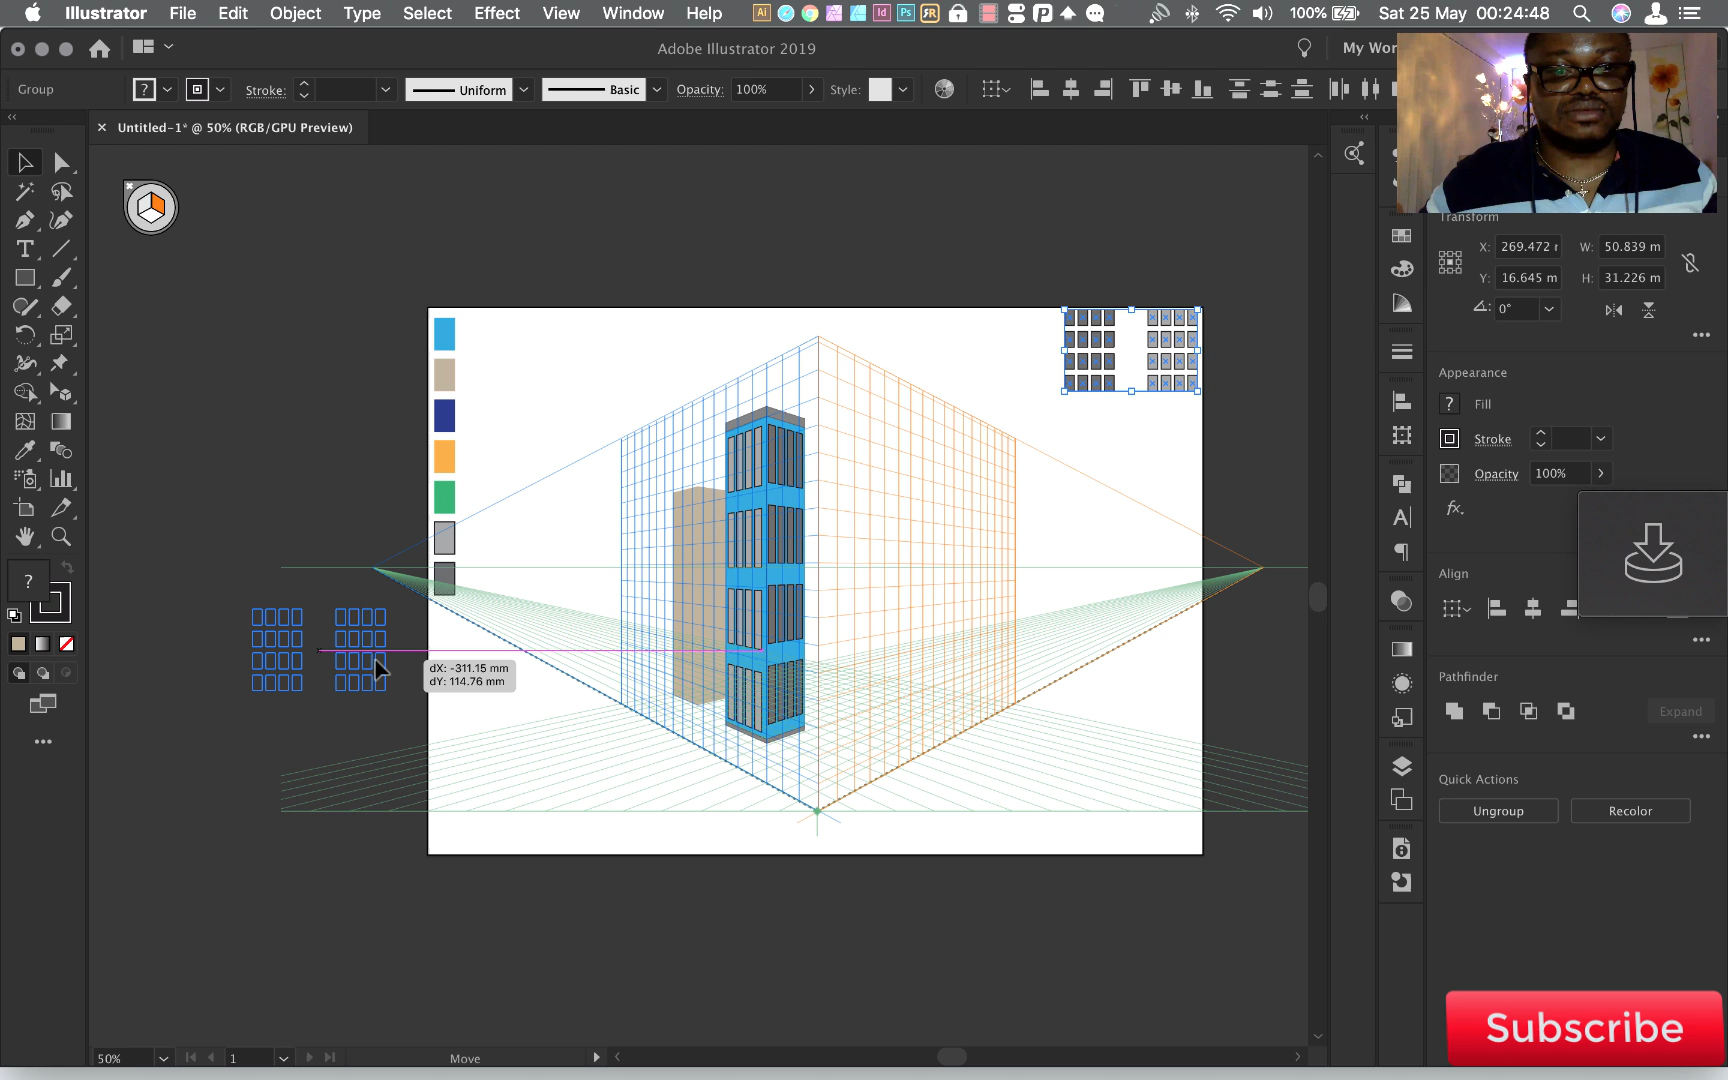 Illustrator File Edit Object Type Select Effect View Window Help Ai Id Ps 100% Sat 25 May 00:24:48
Adobe Illustrator 2019
My Wor
Group ? Stroke: Uniform Basic Opacity: 100% Style:
× Untitled-1* @ 50% (RGB/GPU Preview)
Transform
X: 269.472 W: 50.839 m
Y: 16.645 m H: 31.226 m
0°
Appearance
? Fill
Stroke
Opacity 100%
fx.
Align
?
dX: -311.15 mm
dY: 114.76 mm
Pathfinder
Expand
Quick Actions
Ungroup Recolor
Subscribe
50% 1 Move